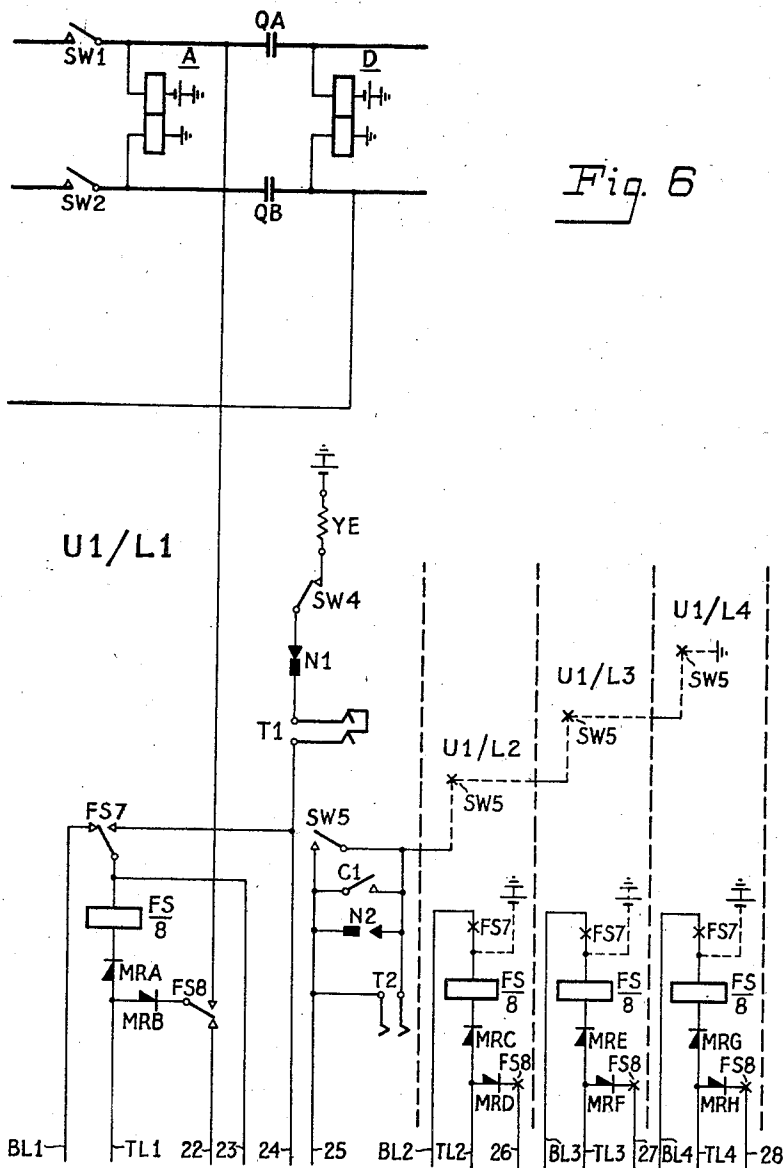 QA
SW1
A
D
SW2
QB
Fig. 6
U1/L1
YE
SW4
N1
T1
U1/L4
SW5
U1/L3
SW5
U1/L2
SW5
FS7
SW5
C1
N2
T2
FS
8
MRA
MRB
FS8
FS7
FS
8
MRC
FS8
MRD
FS7
FS
8
MRE
FS8
MRF
FS7
FS
8
MRG
FS8
MRH
BL1 TL1 22 23 24 25 BL2 TL2 26 BL3 TL3 27 BL4 TL4 28